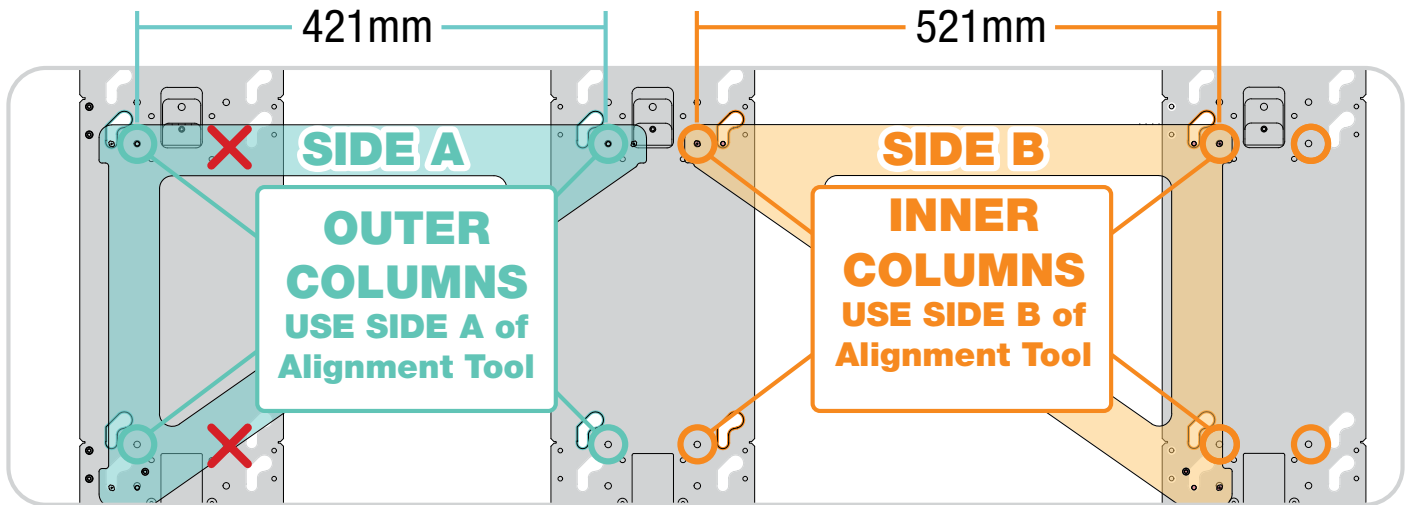 421mm
521mm
SIDE A
SIDE B
OUTER
COLUMNS
USE SIDE A of
Alignment Tool
INNER
COLUMNS
USE SIDE B of
Alignment Tool